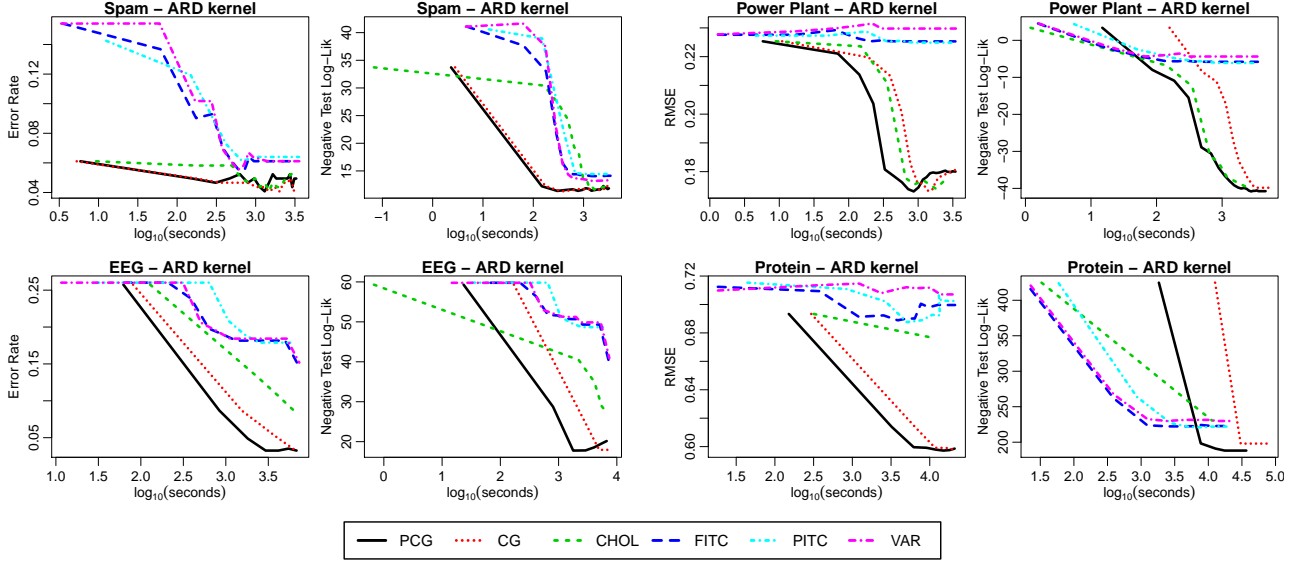 Spam − ARD kernel
Error Rate
0.04 0.08 0.12
0.5 1.0 1.5 2.0 2.5 3.0 3.5
log10(seconds)
Spam − ARD kernel
Negative Test Log−Lik
15 20 25 30 35 40
−1 0 1 2 3
log10(seconds)
Power Plant − ARD kernel
RMSE
0.18 0.20 0.22
0.0 0.5 1.0 1.5 2.0 2.5 3.0 3.5
log10(seconds)
Power Plant − ARD kernel
Negative Test Log−Lik
−40 −30 −20 −10 0
0 1 2 3
log10(seconds)
EEG − ARD kernel
Error Rate
0.05 0.15 0.25
1.0 1.5 2.0 2.5 3.0 3.5
log10(seconds)
EEG − ARD kernel
Negative Test Log−Lik
20 30 40 50 60
0 1 2 3 4
log10(seconds)
Protein − ARD kernel
RMSE
0.60 0.64 0.68 0.72
1.5 2.0 2.5 3.0 3.5 4.0
log10(seconds)
Protein − ARD kernel
Negative Test Log−Lik
200 250 300 350 400
1.5 2.0 2.5 3.0 3.5 4.0 4.5 5.0
log10(seconds)
PCG CG CHOL FITC PITC VAR